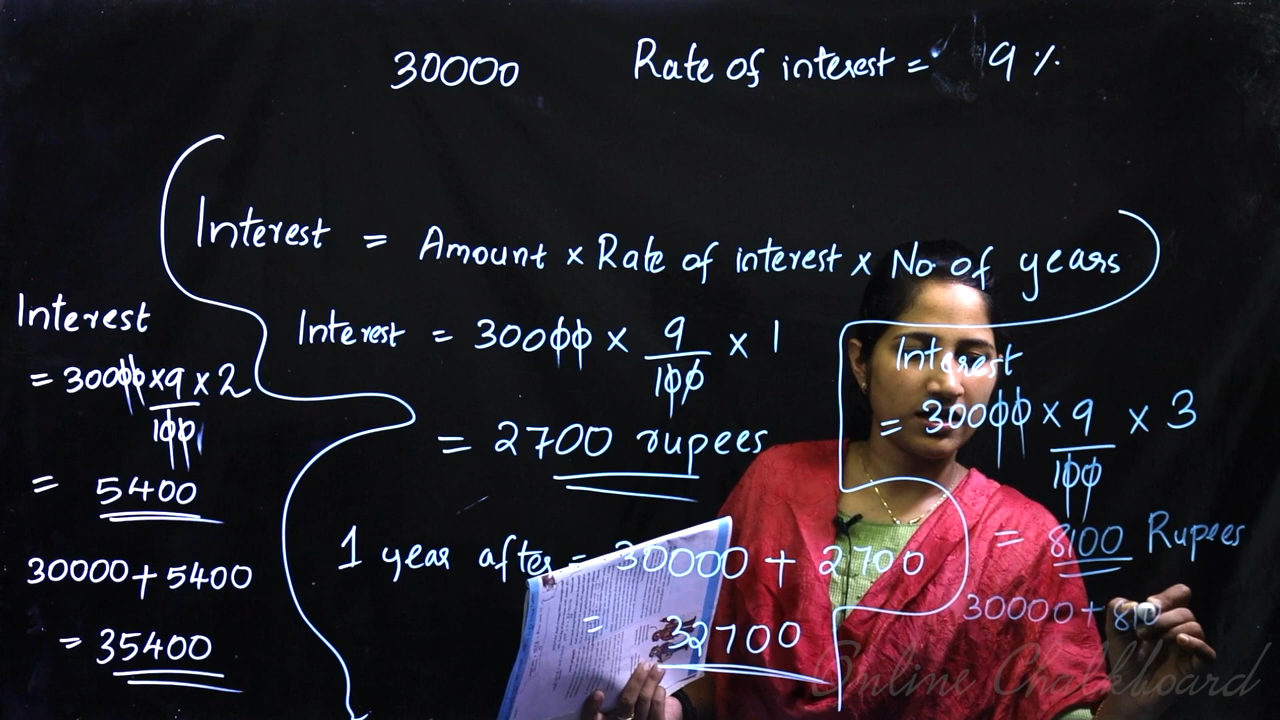 30000 Rate of interest = 9 %
Interest = Amount × Rate of interest × No. of years
Interest
= 30000 × 9/100 × 2
= 5400
30000 + 5400
= 35400
Interest = 30000 × 9/100 × 1
= 2700 rupees
1 year after = 30000 + 2700
= 32700
Interest
= 30000 × 9/100 × 3
= 8100 Rupees
30000 + 810
Online Chalkboard